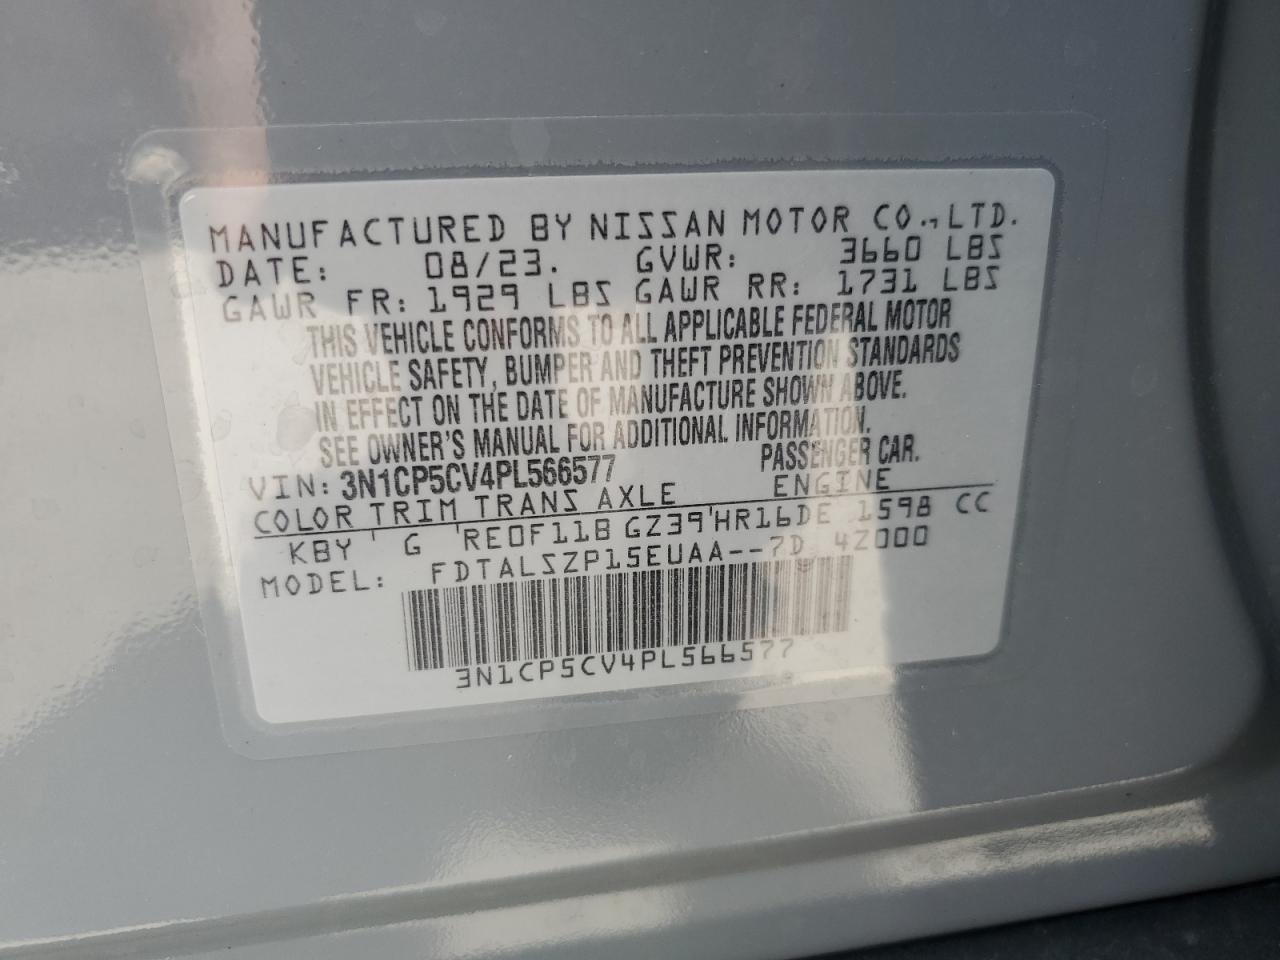 MANUFACTURED BY NISSAN MOTOR CO., LTD.
DATE: 08/23. GVWR: 3660 LBS
GAWR FR: 1929 LBS GAWR RR: 1731 LBS
THIS VEHICLE CONFORMS TO ALL APPLICABLE FEDERAL MOTOR
VEHICLE SAFETY, BUMPER AND THEFT PREVENTION STANDARDS
IN EFFECT ON THE DATE OF MANUFACTURE SHOWN ABOVE.
SEE OWNER'S MANUAL FOR ADDITIONAL INFORMATION.
VIN: 3N1CP5CV4PL566577 PASSENGER CAR.
COLOR TRIM TRANS AXLE ENGINE
KBY G RE0F11B GZ39 HR16DE 1598 CC
MODEL: FDTALSZP15EUAA--7D 4Z000
3N1CP5CV4PL566577